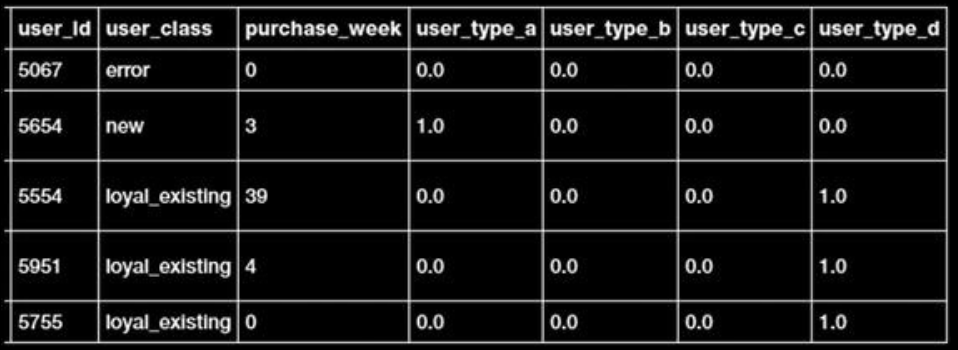 user_Id user_class purchase_week user_type_a user_type_b user_type_c user_type_d
5067 error 0 0.0 0.0 0.0 0.0
5654 new 3 1.0 0.0 0.0 0.0
5554 loyal_existing 39 0.0 0.0 0.0 1.0
5951 loyal_existing 4 0.0 0.0 0.0 1.0
5755 loyal_existing 0 0.0 0.0 0.0 1.0